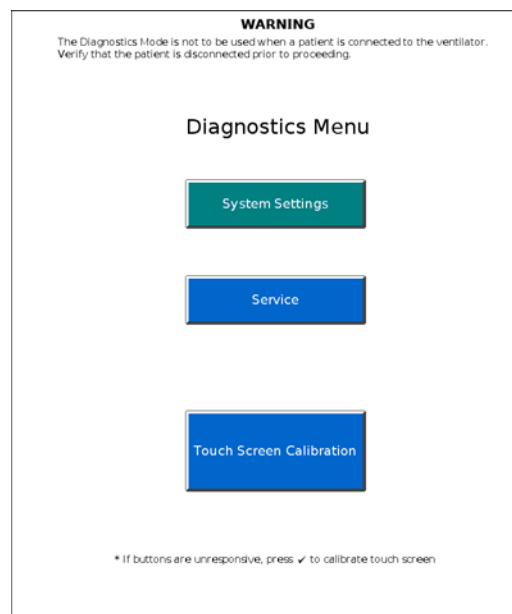 WARNING
The Diagnostics Mode is not to be used when a patient is connected to the ventilator.
Verify that the patient is disconnected prior to proceeding.
Diagnostics Menu
System Settings
Service
Touch Screen Calibration
* If buttons are unresponsive, press ✓ to calibrate touch screen